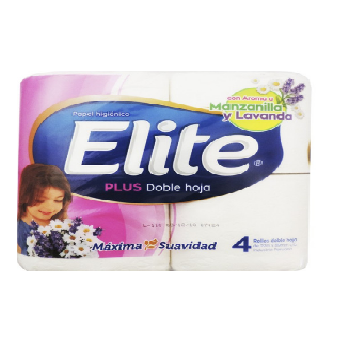 con Aroma a
Manzanilla
y Lavanda
Papel higiénico
Elite®
PLUS Doble hoja
Máxima Suavidad
4 Rollos doble hoja